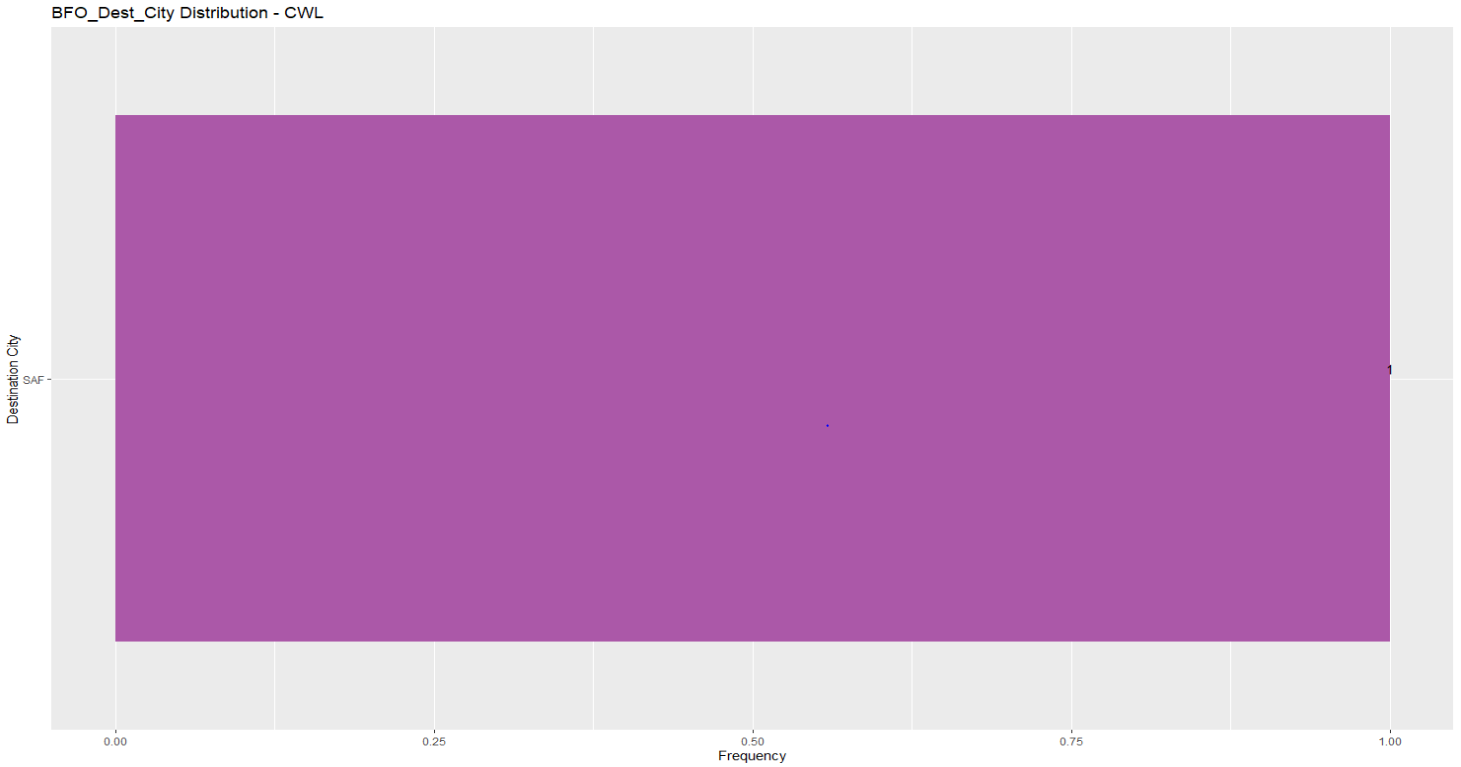 BFO_Dest_City Distribution - CWL
Destination City
SAF
1
0.00 0.25 0.50 0.75 1.00
Frequency